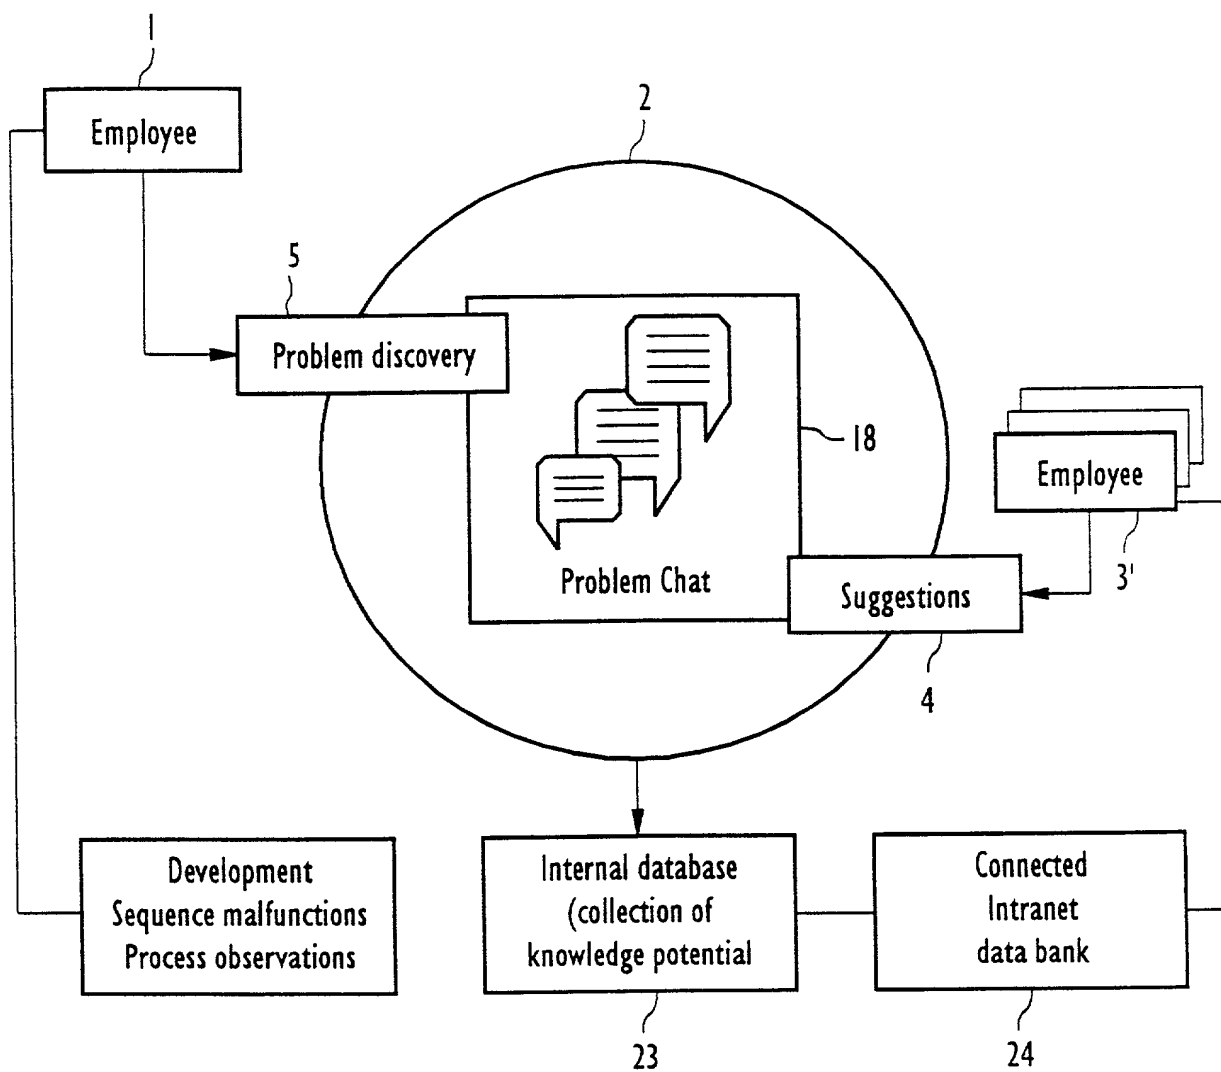 1
Employee
2
5
Problem discovery
18
Employee
3'
Problem Chat
Suggestions
4
Development
Sequence malfunctions
Process observations
Internal database
(collection of
knowledge potential
Connected
Intranet
data bank
23
24